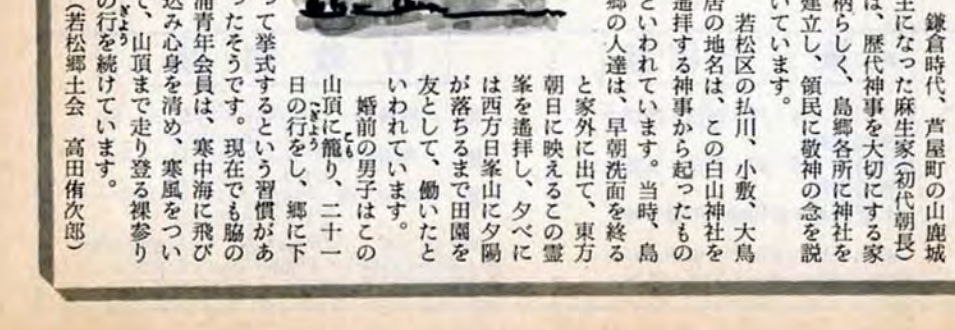 鎌倉時代、芦屋町の山鹿城
主になった麻生家(初代朝長)
は、歴代神事を大切にする家
柄らしく、島郷各所に神社を
建立し、領民に敬神の念を説
いています。
若松区の払川、小敷、大鳥
居の地名は、この白山神社を
遥拝する神事から起ったもの
といわれています。当時、島
郷の人達は、早朝洗面を終る
と家外に出て、東方
朝日に映えるこの霊
峯を遙拝し、夕べに
は西方日峯山に夕陽
が落ちるまで田園を
友として、働いたと
いわれています。
婚前の男子はこの
山頂に籠り、二十一
日の行をし、郷に下
って挙式するという習慣があ
ったそうです。現在でも脇の
浦青年会員は、寒中海に飛び
込み心身を清め、寒風をつい
て、山頂まで走り登る裸参り
の行を続けています。
(若松郷土会 高田侑次郎)